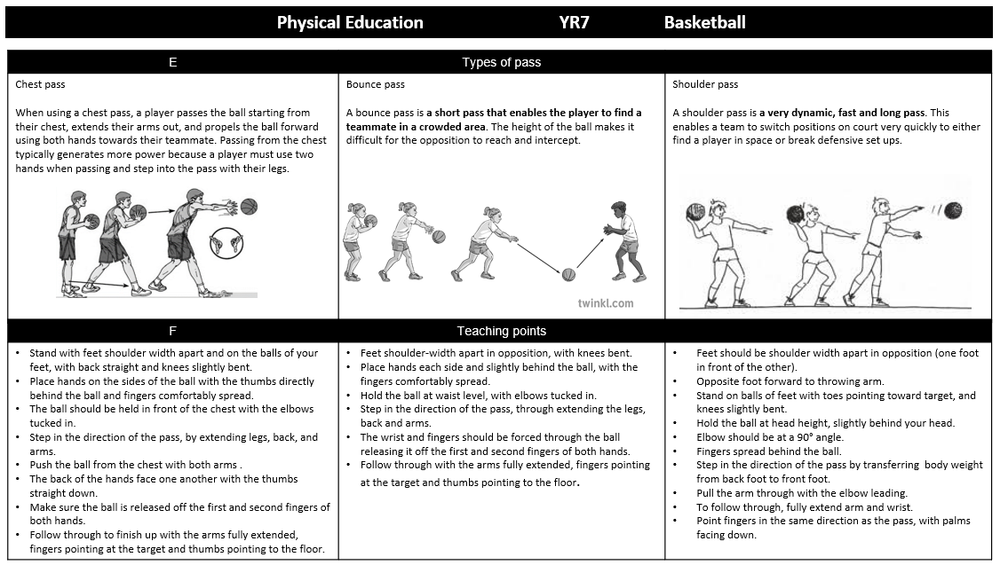 Physical Education YR7 Basketball
E Types of pass
Chest pass
When using a chest pass, a player passes the ball starting from
their chest, extends their arms out, and propels the ball forward
using both hands towards their teammate. Passing from the chest
typically generates more power because a player must use two
hands when passing and step into the pass with their legs.
Bounce pass
A bounce pass is a short pass that enables the player to find a
teammate in a crowded area. The height of the ball makes it
difficult for the opposition to reach and intercept.
twinkl.com
Shoulder pass
A shoulder pass is a very dynamic, fast and long pass. This
enables a team to switch positions on court very quickly to either
find a player in space or break defensive set ups.
F Teaching points
• Stand with feet shoulder width apart and on the balls of your
feet, with back straight and knees slightly bent.
• Place hands on the sides of the ball with the thumbs directly
behind the ball and fingers comfortably spread.
• The ball should be held in front of the chest with the elbows
tucked in.
• Step in the direction of the pass, by extending legs, back, and
arms.
• Push the ball from the chest with both arms .
• The back of the hands face one another with the thumbs
straight down.
• Make sure the ball is released off the first and second fingers of
both hands.
• Follow through to finish up with the arms fully extended,
fingers pointing at the target and thumbs pointing to the floor.
• Feet shoulder-width apart in opposition, with knees bent.
• Place hands each side and slightly behind the ball, with the
fingers comfortably spread.
• Hold the ball at waist level, with elbows tucked in.
• Step in the direction of the pass, through extending the legs,
back and arms.
• The wrist and fingers should be forced through the ball
releasing it off the first and second fingers of both hands.
• Follow through with the arms fully extended, fingers pointing
at the target and thumbs pointing to the floor.
• Feet should be shoulder width apart in opposition (one foot
in front of the other).
• Opposite foot forward to throwing arm.
• Stand on balls of feet with toes pointing toward target, and
knees slightly bent.
• Hold the ball at head height, slightly behind your head.
• Elbow should be at a 90° angle.
• Fingers spread behind the ball.
• Step in the direction of the pass by transferring body weight
from back foot to front foot.
• Pull the arm through with the elbow leading.
• To follow through, fully extend arm and wrist.
• Point fingers in the same direction as the pass, with palms
facing down.